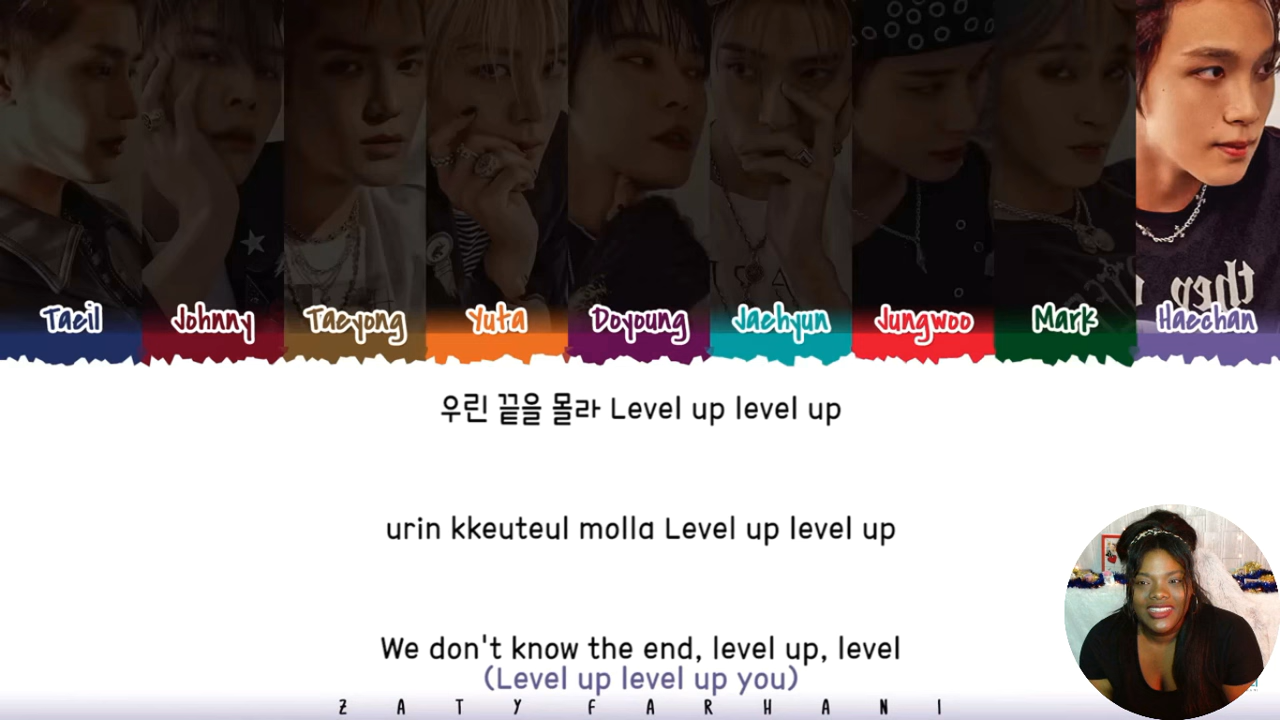 Taeil Johnny Taeyong Yuta Doyoung Jaehyun Jungwoo Mark Haechan
우린 끝을 몰라 Level up level up
urin kkeuteul molla Level up level up
We don't know the end, level up, level
(Level up level up you)
ZATY FARHANI